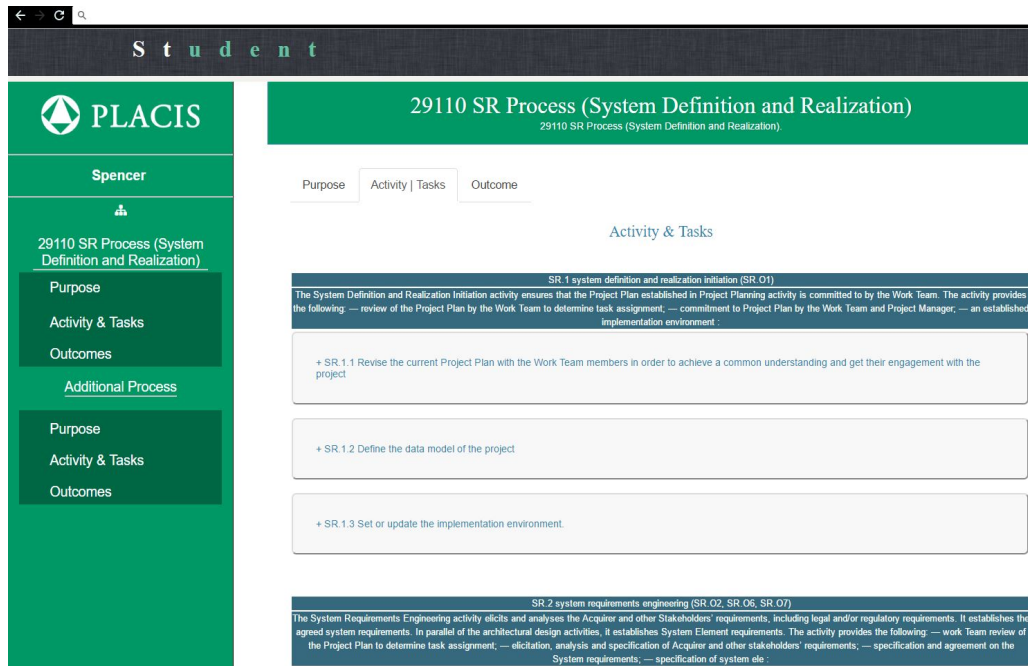 Student
PLACIS
29110 SR Process (System Definition and Realization)
29110 SR Process (System Definition and Realization).
Spencer
29110 SR Process (System
Definition and Realization)
Purpose
Activity & Tasks
Outcomes
Additional Process
Purpose
Activity & Tasks
Outcomes
Purpose
Activity | Tasks
Outcome
Activity & Tasks
SR.1 system definition and realization initiation (SR.O1)
The System Definition and Realization Initiation activity ensures that the Project Plan established in Project Planning activity is committed to by the Work Team. The activity provides
the following: — review of the Project Plan by the Work Team to determine task assignment; — commitment to Project Plan by the Work Team and Project Manager; — an established
implementation environment :
+ SR.1.1 Revise the current Project Plan with the Work Team members in order to achieve a common understanding and get their engagement with the
project
+ SR.1.2 Define the data model of the project
+ SR.1.3 Set or update the implementation environment.
SR.2 system requirements engineering (SR.O2, SR.O6, SR.O7)
The System Requirements Engineering activity elicits and analyses the Acquirer and other Stakeholders' requirements, including legal and/or regulatory requirements. It establishes the
agreed system requirements. In parallel of the architectural design activities, it establishes System Element requirements. The activity provides the following: — work Team review of
the Project Plan to determine task assignment; — elicitation, analysis and specification of Acquirer and other stakeholders' requirements; — specification and agreement on the
System requirements; — specification of system ele :